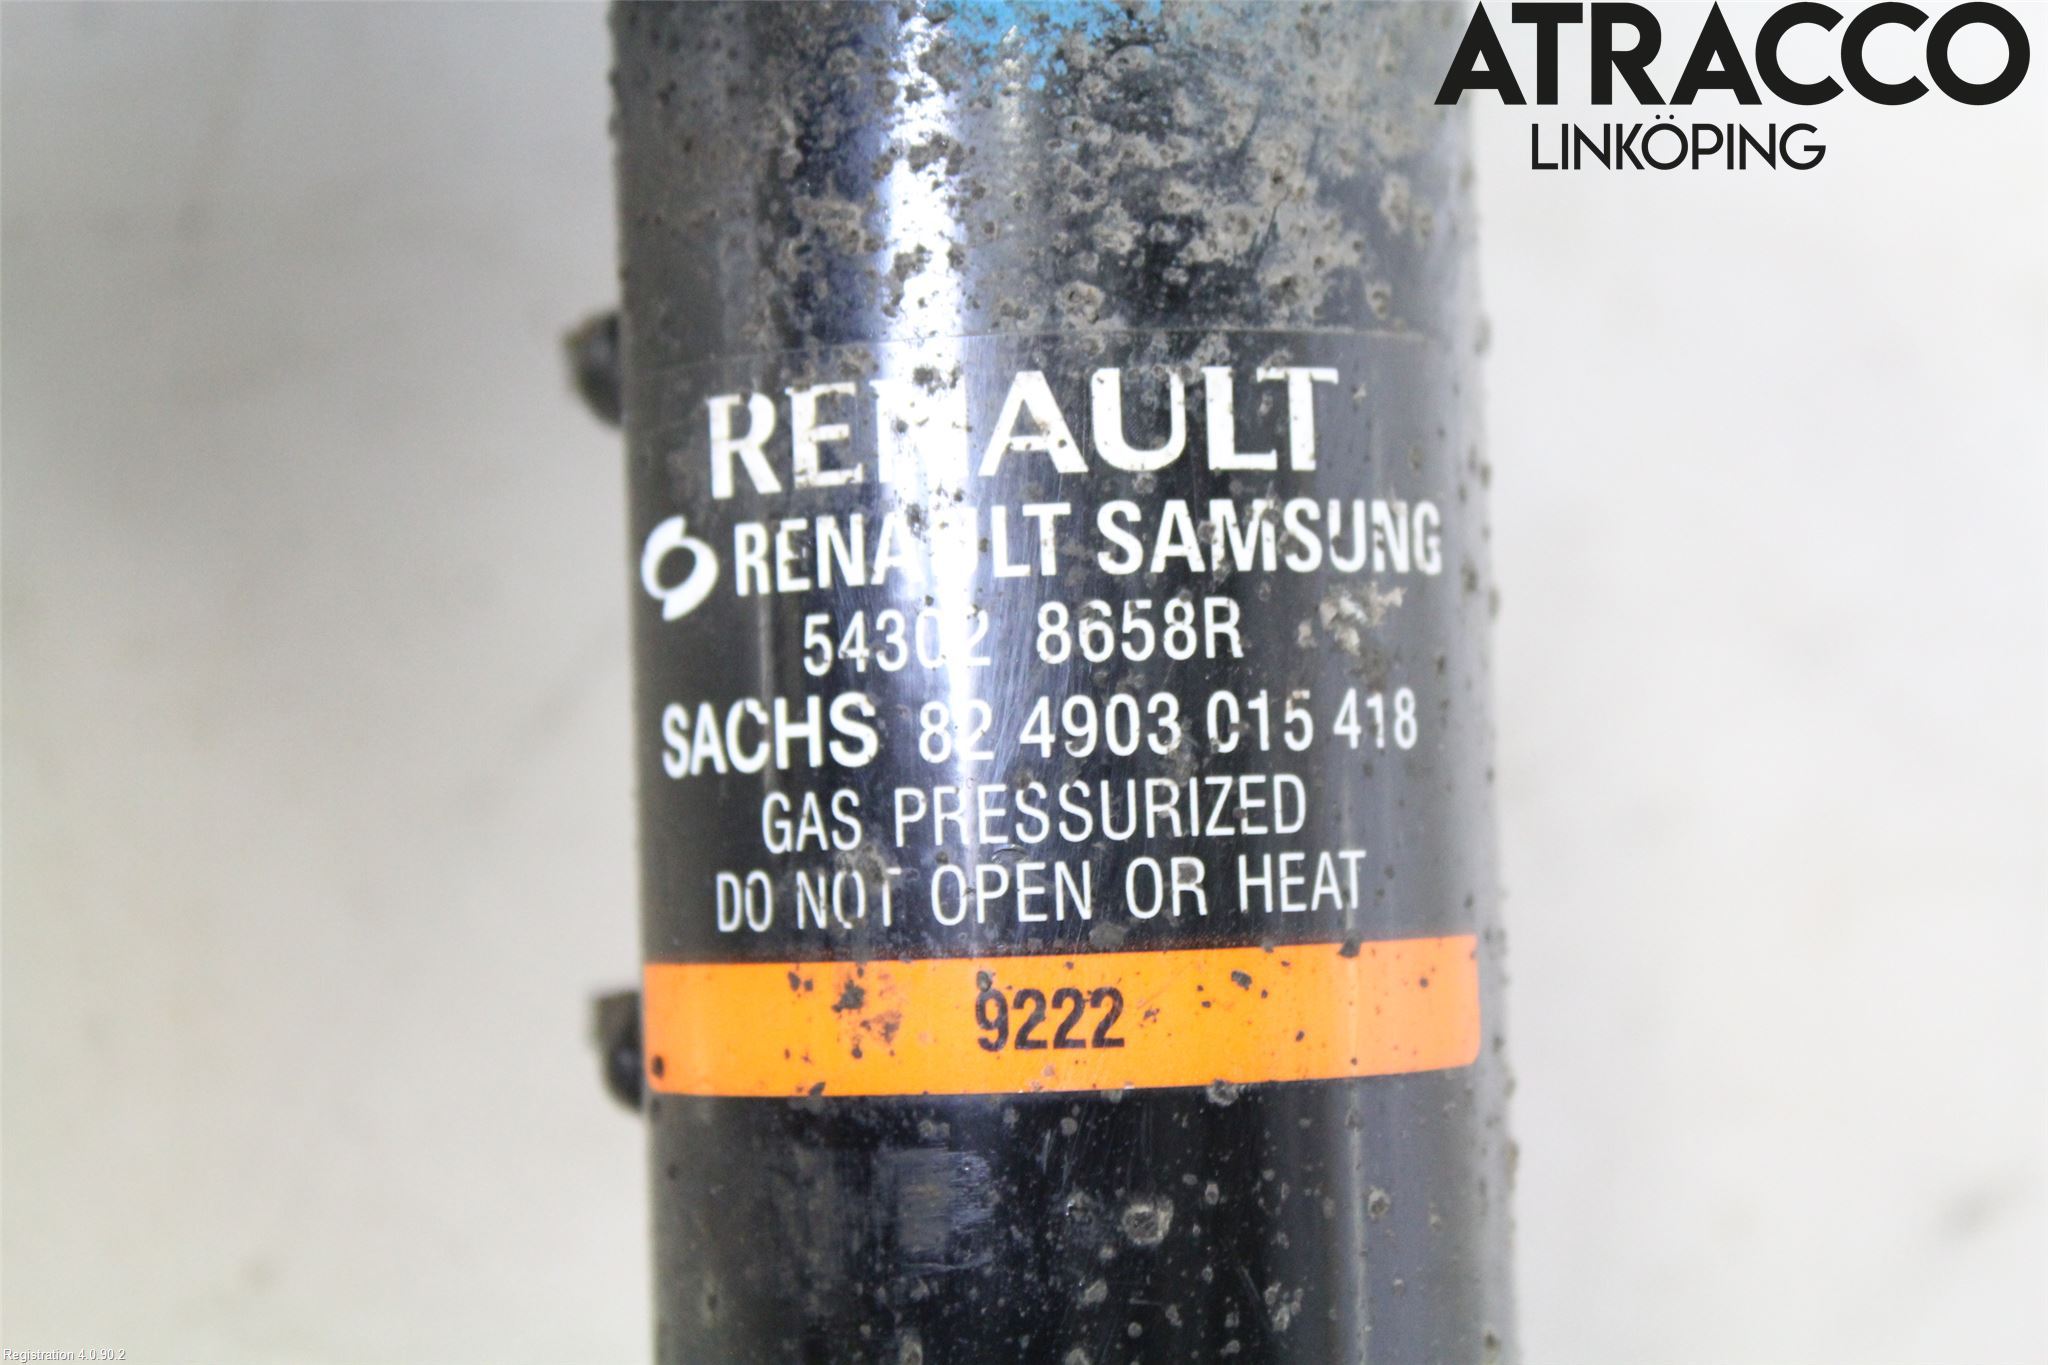 ATRACCO
LINKÖPING
RENAULT
RENAULT SAMSUNG
54302 8658R
SACHS 82 4903 015 418
GAS PRESSURIZED
DO NOT OPEN OR HEAT
9222
Registration 4.0.90.2